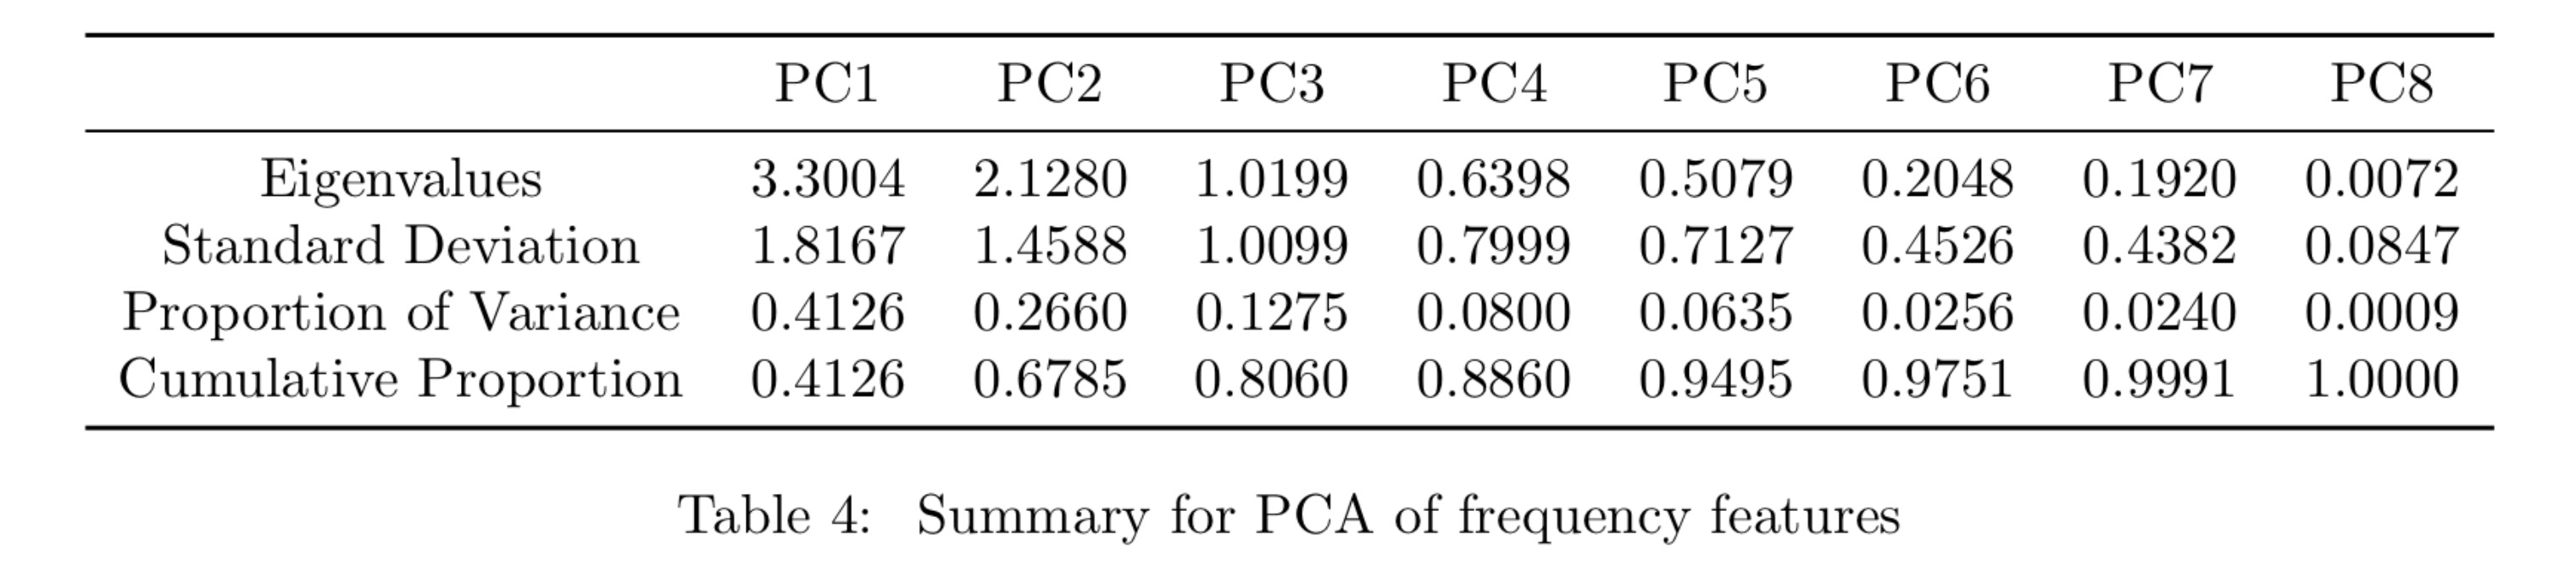 PC1 PC2 PC3 PC4 PC5 PC6 PC7 PC8
Eigenvalues 3.3004 2.1280 1.0199 0.6398 0.5079 0.2048 0.1920 0.0072
Standard Deviation 1.8167 1.4588 1.0099 0.7999 0.7127 0.4526 0.4382 0.0847
Proportion of Variance 0.4126 0.2660 0.1275 0.0800 0.0635 0.0256 0.0240 0.0009
Cumulative Proportion 0.4126 0.6785 0.8060 0.8860 0.9495 0.9751 0.9991 1.0000
Table 4: Summary for PCA of frequency features